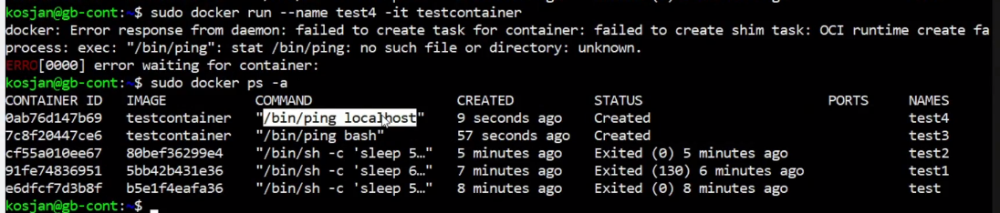 kosjan@gb-cont:~$ sudo docker run --name test4 -it testcontainer
docker: Error response from daemon: failed to create task for container: failed to create shim task: OCI runtime create fa
process: exec: "/bin/ping": stat /bin/ping: no such file or directory: unknown.
ERRO[0000] error waiting for container:
kosjan@gb-cont:~$ sudo docker ps -a
CONTAINER ID   IMAGE           COMMAND                  CREATED          STATUS                       PORTS     NAMES
0ab76d147b69   testcontainer   "/bin/ping localhost"    9 seconds ago    Created                                test4
7c8f20447ce6   testcontainer   "/bin/ping bash"         57 seconds ago   Created                                test3
cf55a010ee67   80bef36299e4    "/bin/sh -c 'sleep 5…"   5 minutes ago    Exited (0) 5 minutes ago               test2
91fe74836951   5bb42b431e36    "/bin/sh -c 'sleep 6…"   7 minutes ago    Exited (130) 6 minutes ago             test1
e6dfcf7d3b8f   b5e1f4eafa36    "/bin/sh -c 'sleep 5…"   8 minutes ago    Exited (0) 8 minutes ago               test
kosjan@gb-cont:~$